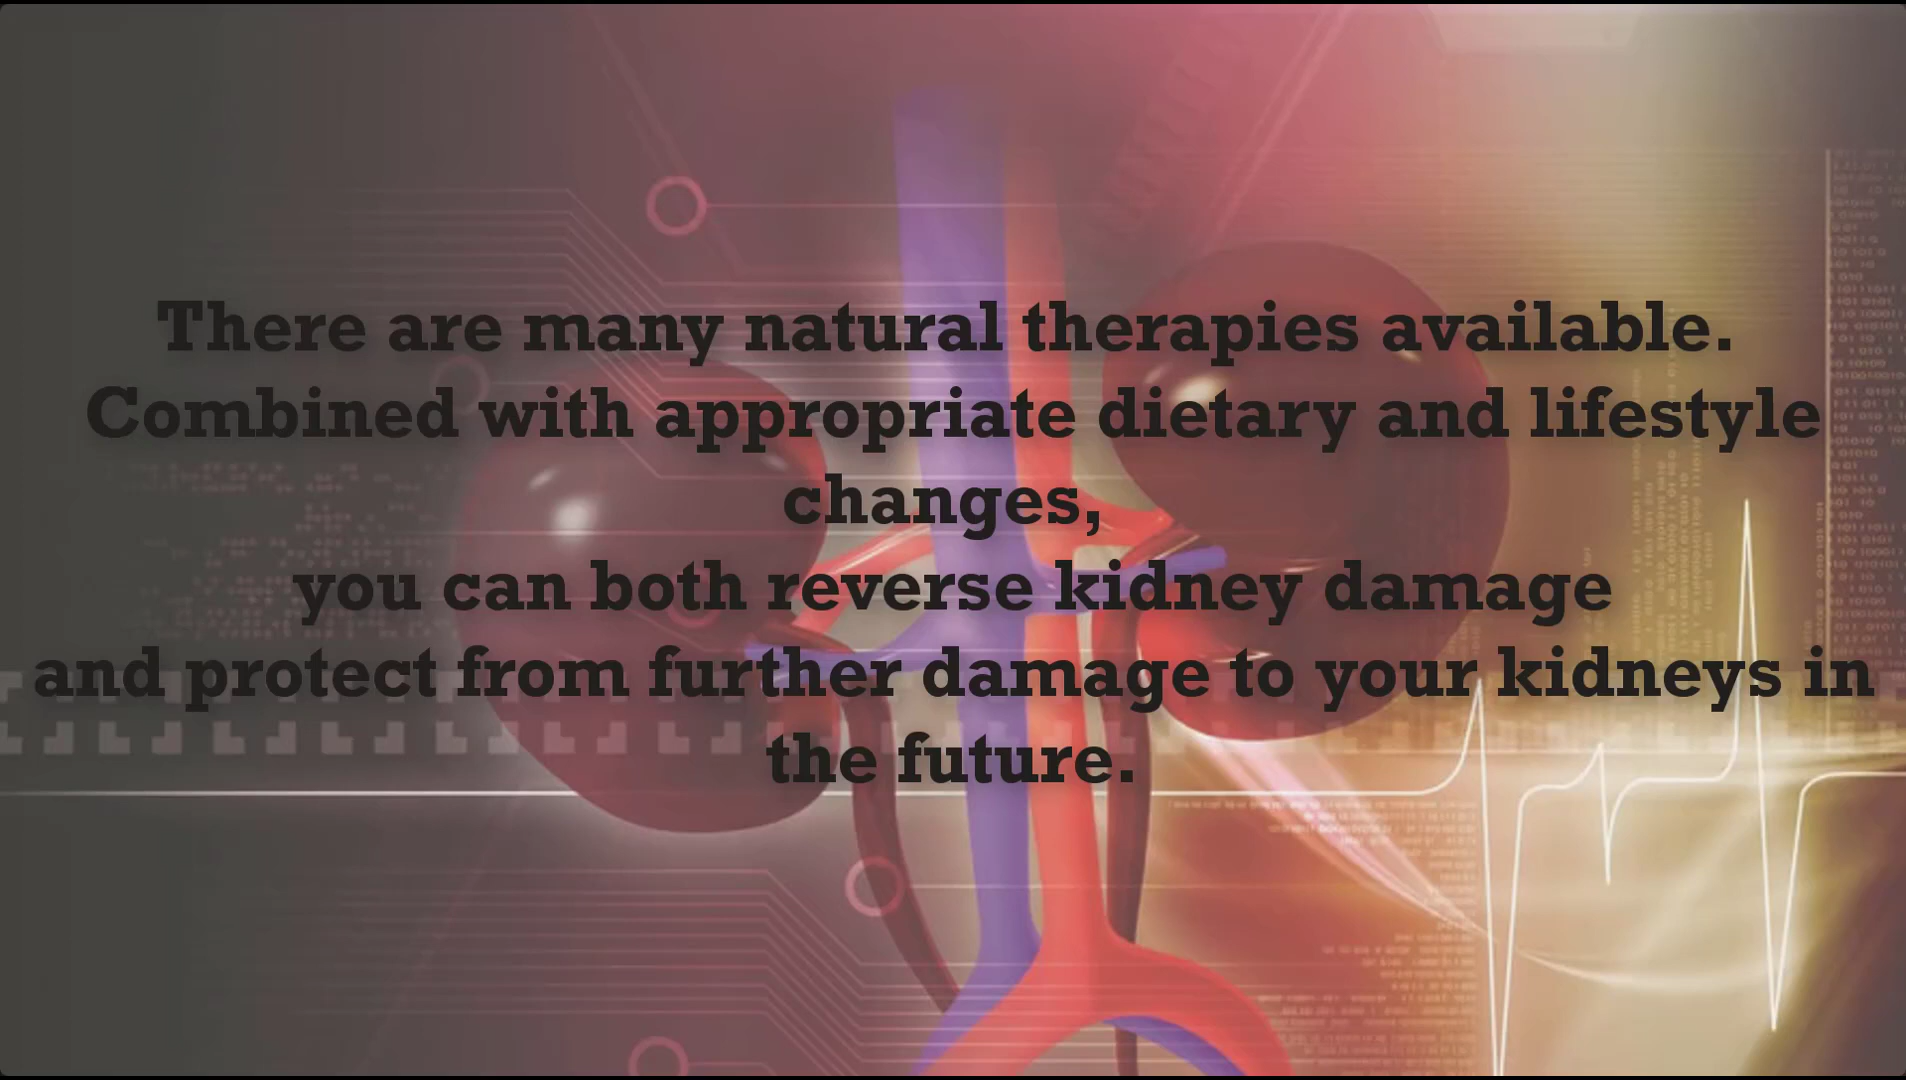 There are many natural therapies available.
Combined with appropriate dietary and lifestyle
changes,
you can both reverse kidney damage
and protect from further damage to your kidneys in
the future.